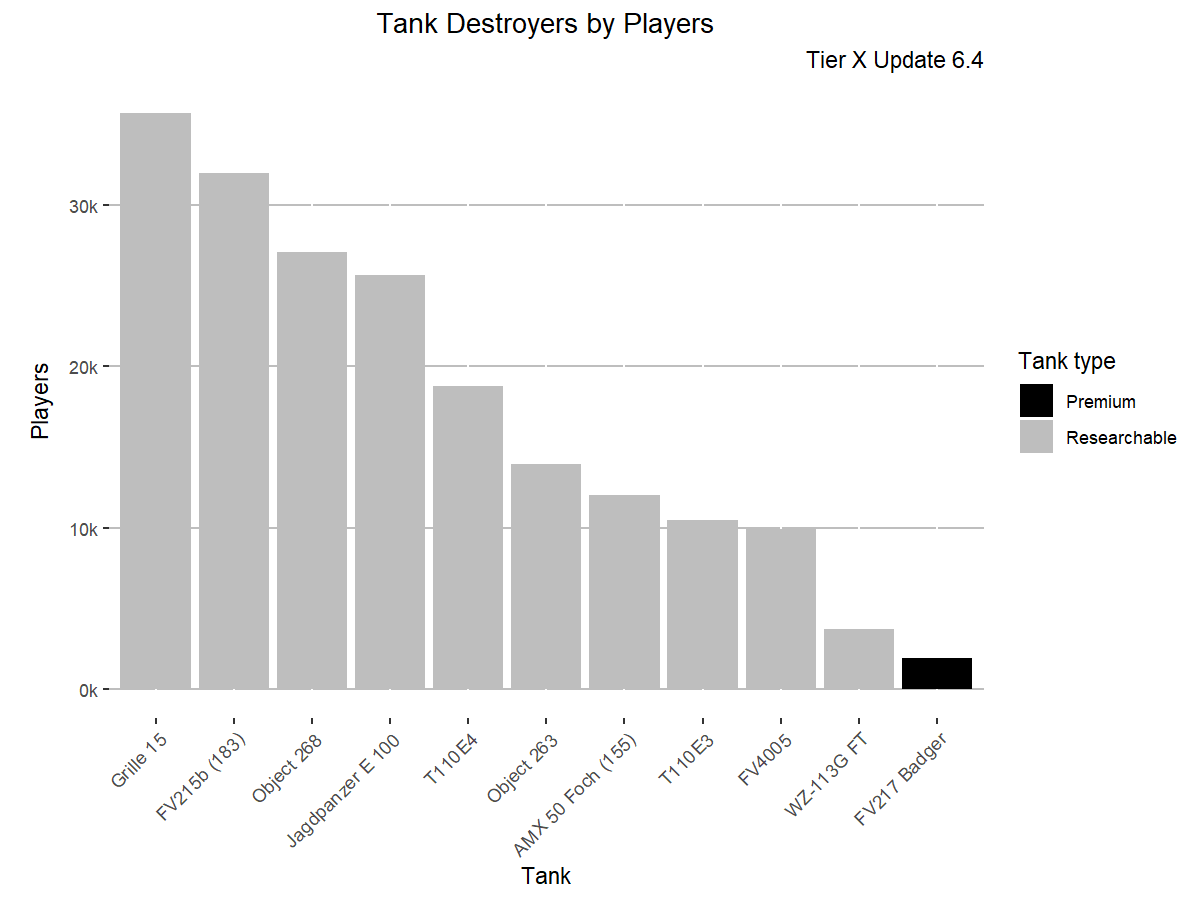 Tank Destroyers by Players
Tier X Update 6.4
Players
30k
20k
10k
0k
Grille 15
FV215b (183)
Object 268
Jagdpanzer E 100
T110E4
Object 263
AMX 50 Foch (155)
T110E3
FV4005
WZ-113G FT
FV217 Badger
Tank
Tank type
Premium
Researchable